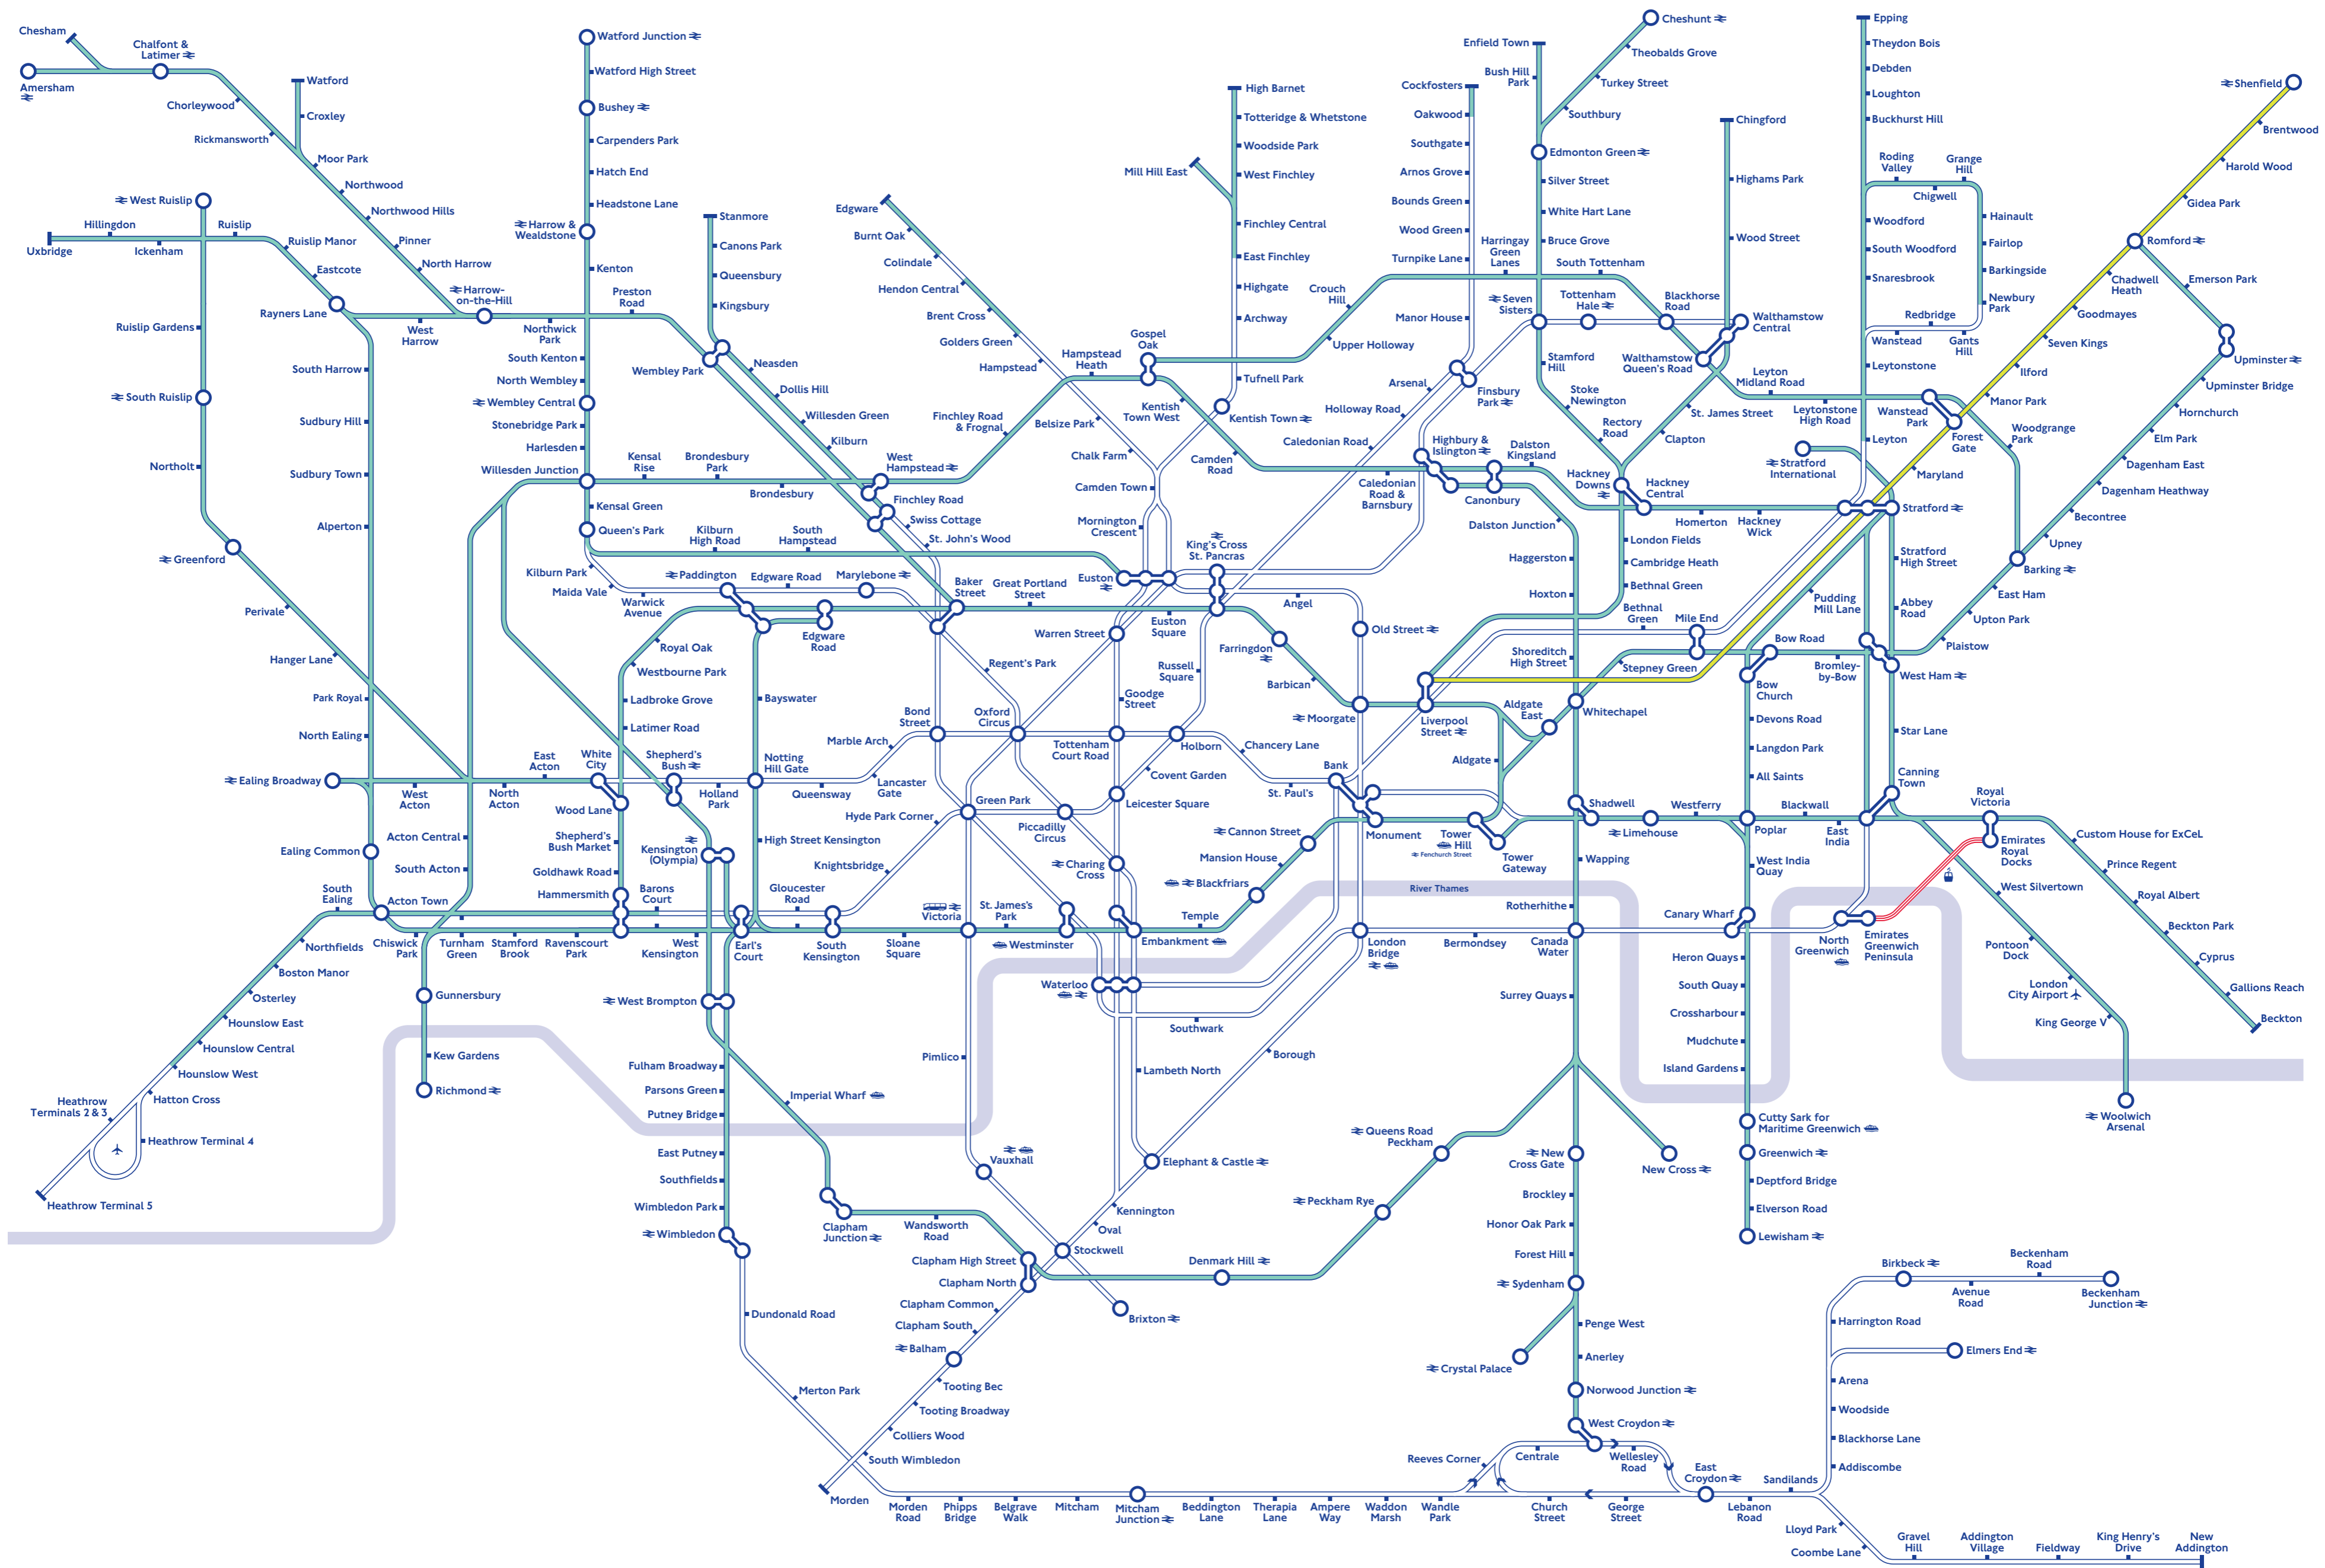 Chesham
Chalfont &
Latimer
Amersham
Chorleywood
Rickmansworth
Watford
Croxley
Moor Park
Northwood
Northwood Hills
Pinner
North Harrow
Harrow-
on-the-Hill
West Ruislip
Hillingdon
Ruislip
Uxbridge
Ickenham
Ruislip Manor
Eastcote
Rayners Lane
West
Harrow
Northwick
Park
Preston
Road
Ruislip Gardens
South Ruislip
Northolt
Greenford
Perivale
Hanger Lane
South Harrow
Sudbury Hill
Sudbury Town
Alperton
Park Royal
North Ealing
Ealing Broadway
West
Acton
North
Acton
East
Acton
White
City
Wood Lane
Ealing Common
South
Ealing
Acton Town
Acton Central
South Acton
Northfields
Boston Manor
Osterley
Hounslow East
Hounslow Central
Hounslow West
Hatton Cross
Heathrow
Terminals 2 & 3
Heathrow Terminal 4
Heathrow Terminal 5
Chiswick
Park
Turnham
Green
Stamford
Brook
Ravenscourt
Park
Gunnersbury
Kew Gardens
Richmond
Watford Junction
Watford High Street
Bushey
Carpenders Park
Hatch End
Headstone Lane
Harrow &
Wealdstone
Kenton
South Kenton
North Wembley
Wembley Central
Stonebridge Park
Harlesden
Willesden Junction
Kensal Green
Queen's Park
Kilburn Park
Maida Vale
Warwick
Avenue
Kensal
Rise
Brondesbury
Park
Brondesbury
Kilburn
High Road
South
Hampstead
Stanmore
Canons Park
Queensbury
Kingsbury
Wembley Park
Neasden
Dollis Hill
Willesden Green
Kilburn
West
Hampstead
Finchley Road
Swiss Cottage
St. John's Wood
Finchley Road
& Frognal
Hampstead
Heath
Gospel
Oak
Edgware
Burnt Oak
Colindale
Hendon Central
Brent Cross
Golders Green
Hampstead
Belsize Park
Chalk Farm
Camden Town
Mornington
Crescent
Euston
High Barnet
Totteridge & Whetstone
Woodside Park
West Finchley
Mill Hill East
Finchley Central
East Finchley
Highgate
Archway
Tufnell Park
Kentish Town
Kentish
Town West
Camden
Road
Caledonian
Road &
Barnsbury
Paddington
Edgware Road
Marylebone
Baker
Street
Great Portland
Street
Euston
Square
King's Cross
St. Pancras
Edgware
Road
Royal Oak
Westbourne Park
Ladbroke Grove
Latimer Road
Shepherd's
Bush
Holland
Park
Notting
Hill Gate
Queensway
Lancaster
Gate
Marble Arch
Bond
Street
Oxford
Circus
Regent's Park
Warren Street
Goodge
Street
Tottenham
Court Road
Russell
Square
Holborn
Covent Garden
Leicester Square
Chancery Lane
St. Paul's
Bank
Monument
Bayswater
High Street Kensington
Shepherd's
Bush Market
Goldhawk Road
Hammersmith
Barons
Court
Kensington
(Olympia)
West
Kensington
Earl's
Court
Gloucester
Road
South
Kensington
Sloane
Square
Victoria
St. James's
Park
Westminster
Embankment
Temple
Blackfriars
Mansion House
Cannon Street
Knightsbridge
Hyde Park Corner
Green Park
Piccadilly
Circus
Charing
Cross
Waterloo
Southwark
Lambeth North
Borough
Elephant & Castle
Kennington
Oval
Stockwell
Brixton
Pimlico
Vauxhall
West Brompton
Fulham Broadway
Parsons Green
Putney Bridge
East Putney
Southfields
Wimbledon Park
Wimbledon
Imperial Wharf
Clapham
Junction
Wandsworth
Road
Clapham High Street
Clapham North
Clapham Common
Clapham South
Balham
Tooting Bec
Tooting Broadway
Colliers Wood
South Wimbledon
Morden
Dundonald Road
Merton Park
Morden
Road
Phipps
Bridge
Belgrave
Walk
Mitcham
Mitcham
Junction
Beddington
Lane
Therapia
Lane
Ampere
Way
Waddon
Marsh
Wandle
Park
Reeves Corner
Centrale
Church
Street
Wellesley
Road
George
Street
East
Croydon
Lebanon
Road
Sandilands
Lloyd Park
Coombe Lane
Gravel
Hill
Addington
Village
Fieldway
King Henry's
Drive
New
Addington
Addiscombe
Blackhorse Lane
Woodside
Arena
Elmers End
Harrington Road
Birkbeck
Avenue
Road
Beckenham
Road
Beckenham
Junction
Cockfosters
Oakwood
Southgate
Arnos Grove
Bounds Green
Wood Green
Turnpike Lane
Manor House
Finsbury
Park
Arsenal
Holloway Road
Caledonian Road
Harringay
Green
Lanes
Crouch
Hill
Upper Holloway
South Tottenham
Enfield Town
Bush Hill
Park
Cheshunt
Theobalds Grove
Turkey Street
Southbury
Edmonton Green
Silver Street
White Hart Lane
Bruce Grove
Seven
Sisters
Tottenham
Hale
Blackhorse
Road
Walthamstow
Central
Walthamstow
Queen's Road
Stamford
Hill
Stoke
Newington
Rectory
Road
Clapton
St. James Street
Chingford
Highams Park
Wood Street
Leyton
Midland Road
Leytonstone
High Road
Wanstead
Park
Woodgrange
Park
Highbury &
Islington
Canonbury
Dalston
Kingsland
Hackney
Downs
Hackney
Central
Homerton
Hackney
Wick
Dalston Junction
Haggerston
Hoxton
Shoreditch
High Street
London Fields
Cambridge Heath
Bethnal Green
Bethnal
Green
Mile End
Stepney Green
Whitechapel
Angel
Old Street
Farringdon
Barbican
Moorgate
Liverpool
Street
Aldgate
East
Aldgate
Tower
Hill
Fenchurch Street
Tower
Gateway
Shadwell
Limehouse
Westferry
Poplar
Blackwall
East
India
Canning
Town
Royal
Victoria
Wapping
Rotherhithe
River Thames
London
Bridge
Bermondsey
Canada
Water
Surrey Quays
Canary Wharf
West India
Quay
Heron Quays
South Quay
Crossharbour
Mudchute
Island Gardens
Cutty Sark for
Maritime Greenwich
Greenwich
Deptford Bridge
Elverson Road
Lewisham
North
Greenwich
Emirates
Greenwich
Peninsula
Emirates
Royal
Docks
Custom House for ExCeL
Prince Regent
Royal Albert
Beckton Park
Cyprus
Gallions Reach
Beckton
West Silvertown
Pontoon
Dock
London
City Airport
King George V
Woolwich
Arsenal
Queens Road
Peckham
Peckham Rye
Denmark Hill
New
Cross Gate
New Cross
Brockley
Honor Oak Park
Forest Hill
Sydenham
Crystal Palace
Penge West
Anerley
Norwood Junction
West Croydon
Epping
Theydon Bois
Debden
Loughton
Buckhurst Hill
Roding
Valley
Grange
Hill
Chigwell
Woodford
South Woodford
Snaresbrook
Hainault
Fairlop
Barkingside
Newbury
Park
Redbridge
Wanstead
Gants
Hill
Leytonstone
Leyton
Stratford
International
Stratford
Stratford
High Street
Abbey
Road
Pudding
Mill Lane
Bow Road
Bow
Church
Bromley-
by-Bow
West Ham
Star Lane
Devons Road
Langdon Park
All Saints
Plaistow
Upton Park
East Ham
Barking
Upney
Becontree
Dagenham Heathway
Dagenham East
Elm Park
Hornchurch
Upminster Bridge
Upminster
Emerson Park
Romford
Shenfield
Brentwood
Harold Wood
Gidea Park
Chadwell
Heath
Goodmayes
Seven Kings
Ilford
Manor Park
Forest
Gate
Maryland